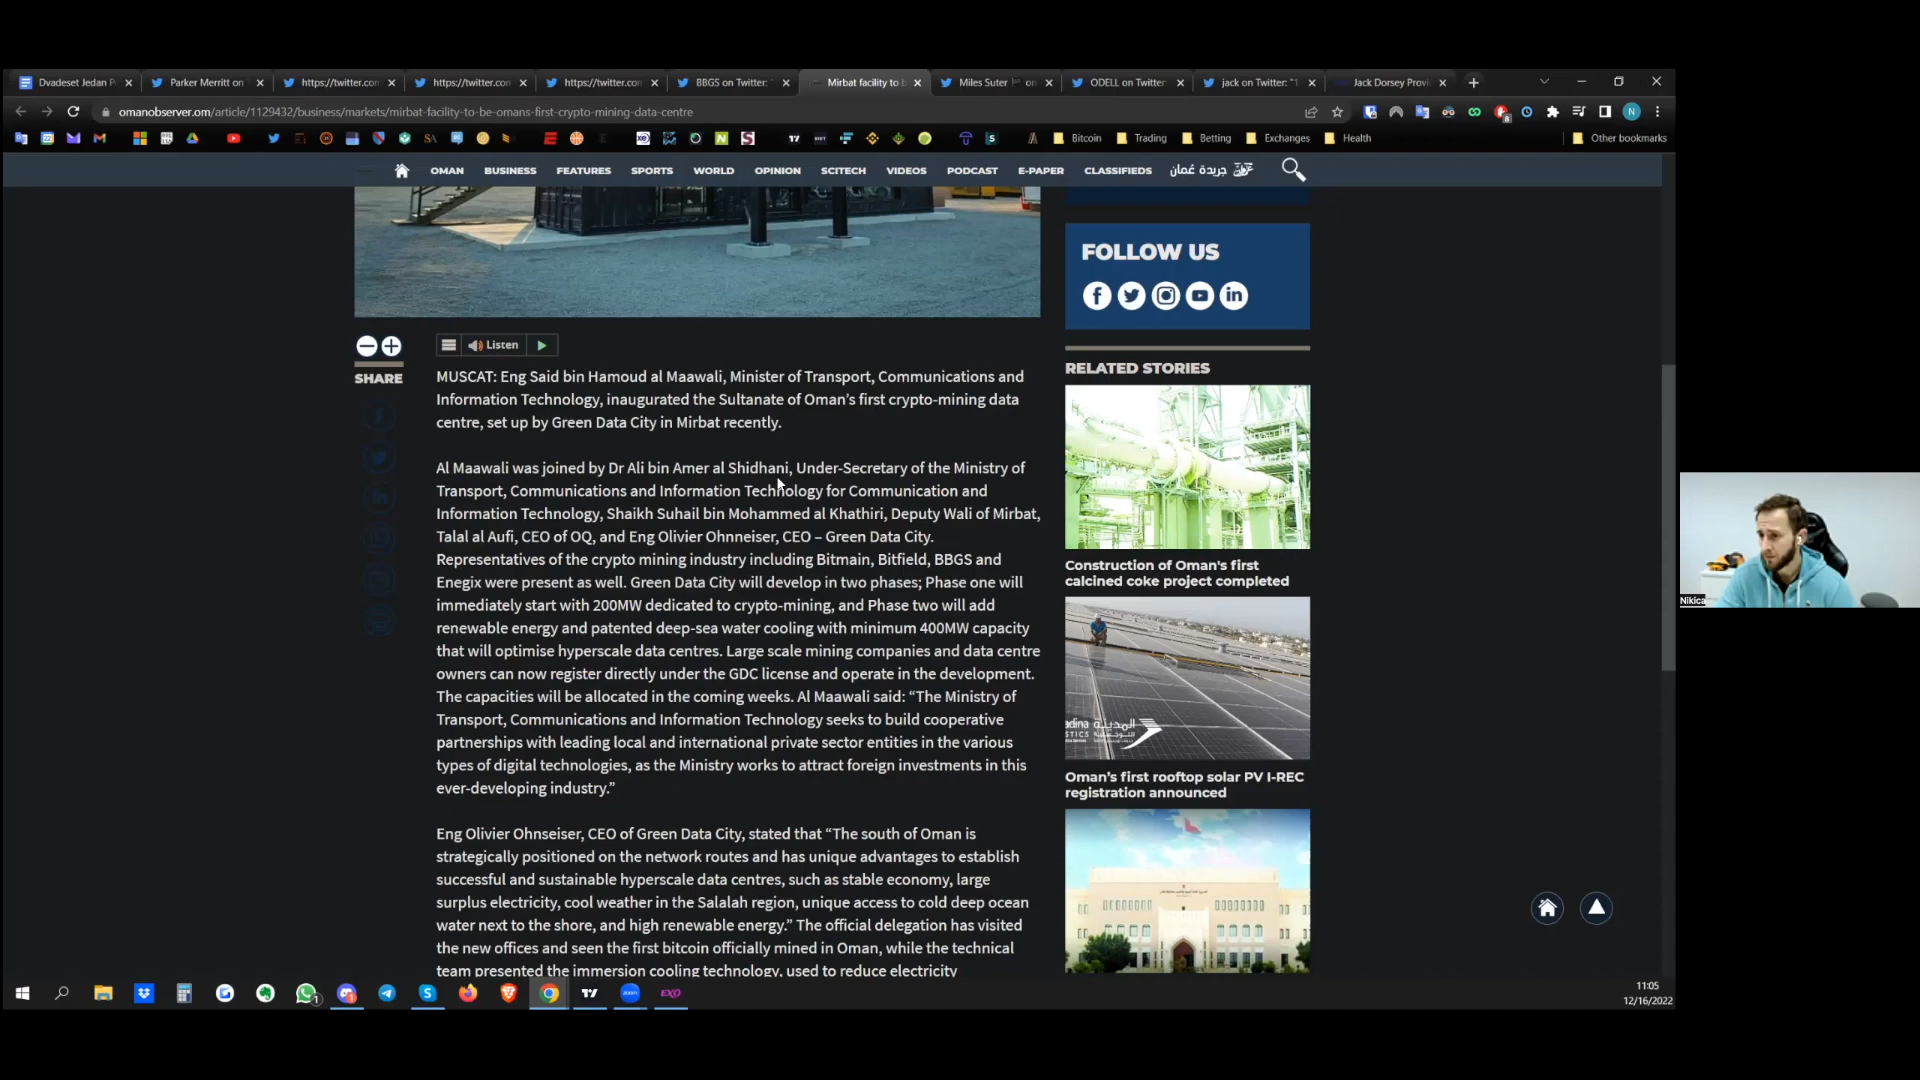 Dvadeset Jedan P
Parker Merritt on
https://twitter.con
https://twitter.con
https://twitter.con
BBGS on Twitter: "
Mirbat facility to b
Miles Suter
on
ODELL on Twitter:
jack on Twitter: "1
Jack Dorsey Provi
omanobserver.om/article/1129432/business/markets/mirbat-facility-to-be-omans-first-crypto-mining-data-centre
Bitcoin
Trading
Betting
Exchanges
Health
Other bookmarks
OMAN
BUSINESS
FEATURES
SPORTS
WORLD
OPINION
SCITECH
VIDEOS
PODCAST
E-PAPER
CLASSIFIEDS
جريدة عُمان
FOLLOW US
Listen
SHARE
MUSCAT: Eng Said bin Hamoud al Maawali, Minister of Transport, Communications and
Information Technology, inaugurated the Sultanate of Oman's first crypto-mining data
centre, set up by Green Data City in Mirbat recently.
Al Maawali was joined by Dr Ali bin Amer al Shidhani, Under-Secretary of the Ministry of
Transport, Communications and Information Technology for Communication and
Information Technology, Shaikh Suhail bin Mohammed al Khathiri, Deputy Wali of Mirbat,
Talal al Aufi, CEO of OQ, and Eng Olivier Ohnneiser, CEO – Green Data City.
Representatives of the crypto mining industry including Bitmain, Bitfield, BBGS and
Enegix were present as well. Green Data City will develop in two phases; Phase one will
immediately start with 200MW dedicated to crypto-mining, and Phase two will add
renewable energy and patented deep-sea water cooling with minimum 400MW capacity
that will optimise hyperscale data centres. Large scale mining companies and data centre
owners can now register directly under the GDC license and operate in the development.
The capacities will be allocated in the coming weeks. Al Maawali said: “The Ministry of
Transport, Communications and Information Technology seeks to build cooperative
partnerships with leading local and international private sector entities in the various
types of digital technologies, as the Ministry works to attract foreign investments in this
ever-developing industry.”
Eng Olivier Ohnseiser, CEO of Green Data City, stated that “The south of Oman is
strategically positioned on the network routes and has unique advantages to establish
successful and sustainable hyperscale data centres, such as stable economy, large
surplus electricity, cool weather in the Salalah region, unique access to cold deep ocean
water next to the shore, and high renewable energy.” The official delegation has visited
the new offices and seen the first bitcoin officially mined in Oman, while the technical
team presented the immersion cooling technology, used to reduce electricity
RELATED STORIES
Construction of Oman's first
calcined coke project completed
المدينة
Oman's first rooftop solar PV I-REC
registration announced
Nikica
11:05
12/16/2022